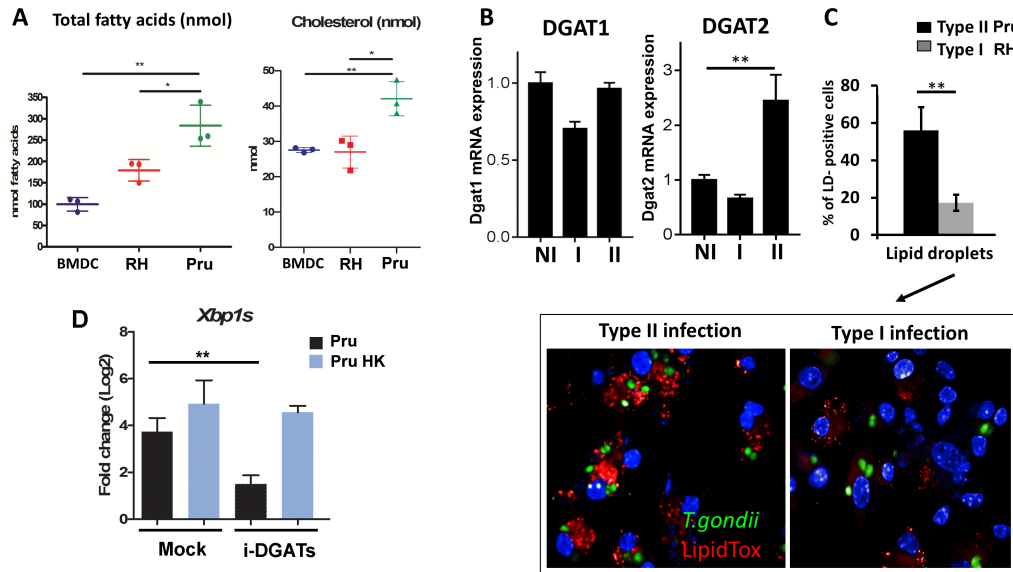 A
Total fatty acids (nmol)
**
*
nmol fatty acids
350
300
250
200
150
100
50
0
BMDC RH Pru
Cholesterol (nmol)
*
**
nmol
60
40
20
0
BMDC RH Pru
B
DGAT1
Dgat1 mRNA expression
1.0
0.5
0.0
NI I II
DGAT2
**
Dgat2 mRNA expression
3
2
1
0
NI I II
C
Type II Pru
Type I RH
**
% of LD- positive cells
80
60
40
20
0
Lipid droplets
D
Xbp1s
Pru
Pru HK
**
Fold change (Log2)
8
6
4
2
0
Mock i-DGATs
Type II infection
Type I infection
T.gondii
LipidTox